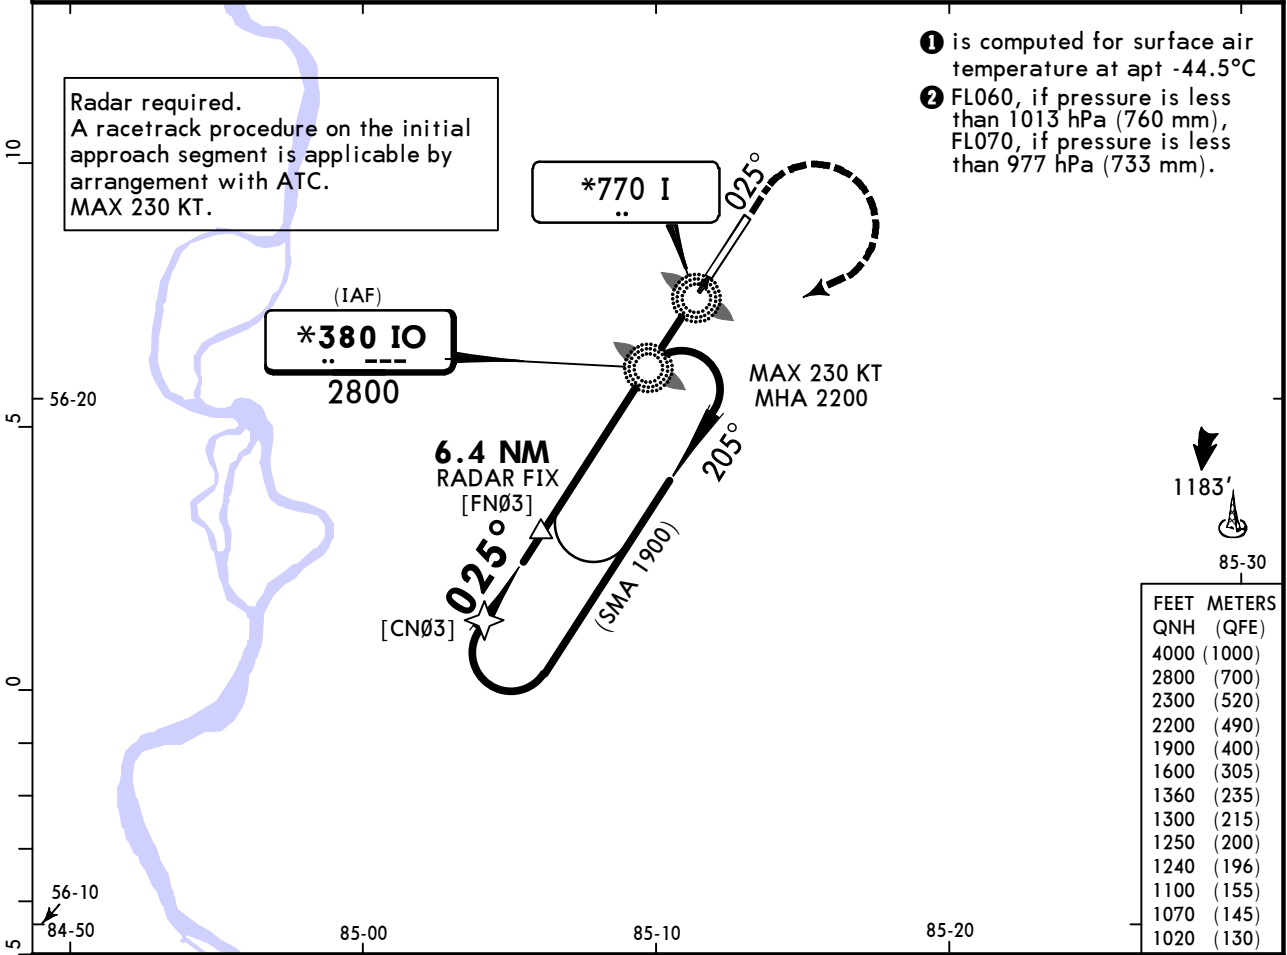 ❶ is computed for surface air
temperature at apt -44.5°C
❷ FL060, if pressure is less
than 1013 hPa (760 mm),
FL070, if pressure is less
than 977 hPa (733 mm).
Radar required.
A racetrack procedure on the initial
approach segment is applicable by
arrangement with ATC.
MAX 230 KT.
10
*770 I
025°
(IAF)
*380 IO
2800
56-20
5
MAX 230 KT
MHA 2200
6.4 NM
RADAR FIX
[FNØ3]
205°
025°
(SMA 1900)
[CNØ3]
1183'
85-30
0
FEET METERS
QNH (QFE)
4000 (1000)
2800 (700)
2300 (520)
2200 (490)
1900 (400)
1600 (305)
1360 (235)
1300 (215)
1250 (200)
1240 (196)
1100 (155)
1070 (145)
1020 (130)
56-10
5
84-50
85-00
85-10
85-20